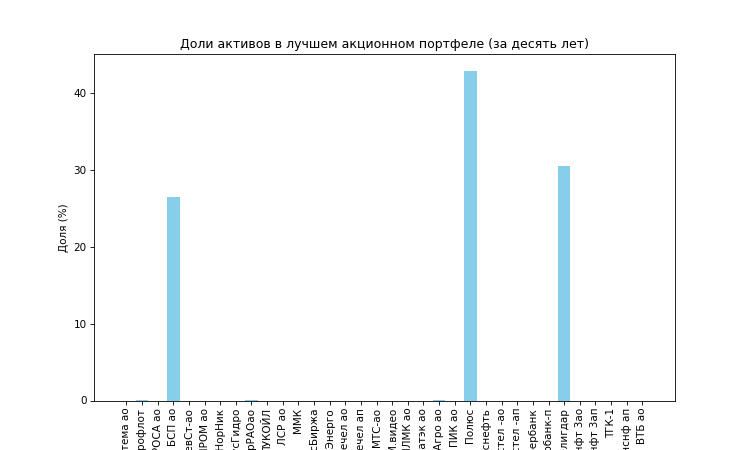 Доли активов в лучшем акционном портфеле (за десять лет)
Доля (%)
40
30
20
10
0
тема ао
рофлот
РОСА ао
БСП ао
евСт-ао
ПРОМ ао
НорНик
сГидро
рРАОао
ЛУКОЙЛ
ЛСР ао
ММК
сБиржа
Энерго
ечел ао
ечел ап
МТС-ао
М.видео
ЛМК ао
атэк ао
Агро ао
ПИК ао
Полюс
снефть
стел -ао
стел -ап
ербанк
рбанк-п
лигдар
нфт 3ао
нфт 3ап
ТГК-1
нснф ап
ВТБ ао